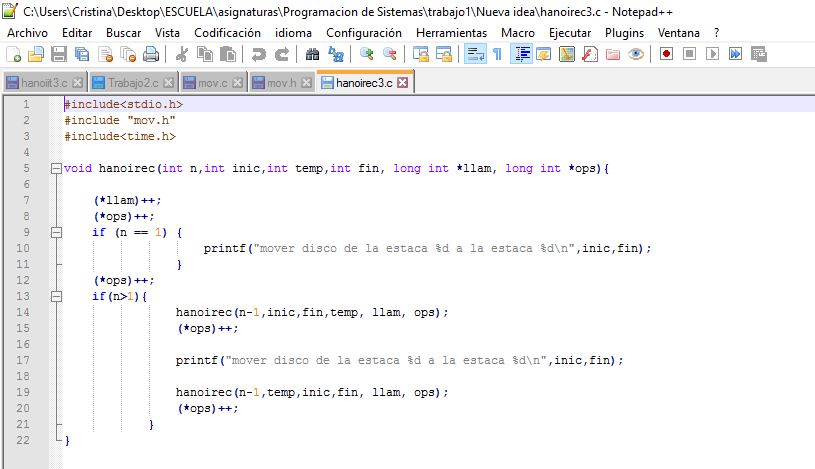 C:\Users\Cristina\Desktop\ESCUELA\asignaturas\Programacion de Sistemas\trabajo1\Nueva idea\hanoirec3.c - Notepad++
Archivo Editar Buscar Vista Codificación idioma Configuración Herramientas Macro Ejecutar Plugins Ventana ?
hanoiit3.c Trabajo2.c mov.c mov.h hanoirec3.c
1 #include<stdio.h>
2 #include "mov.h"
3 #include<time.h>
4
5 void hanoirec(int n,int inic,int temp,int fin, long int *llam, long int *ops){
6
7 (*llam)++;
8 (*ops)++;
9 if (n == 1) {
10 printf("mover disco de la estaca %d a la estaca %d\n",inic,fin);
11 }
12 (*ops)++;
13 if(n>1){
14 hanoirec(n-1,inic,fin,temp, llam, ops);
15 (*ops)++;
16
17 printf("mover disco de la estaca %d a la estaca %d\n",inic,fin);
18
19 hanoirec(n-1,temp,inic,fin, llam, ops);
20 (*ops)++;
21 }
22 }